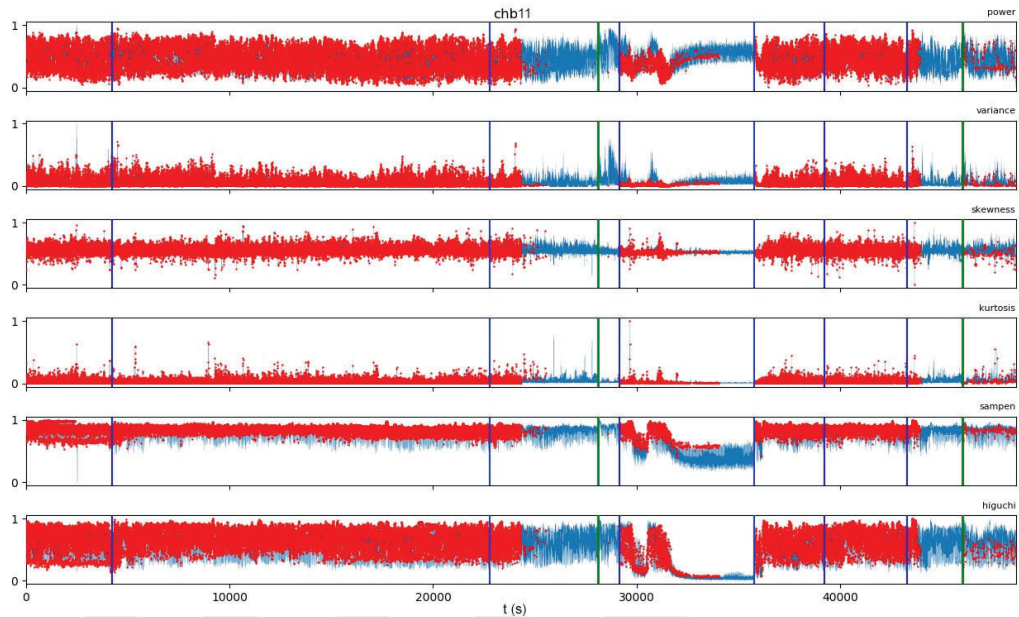 chb11
power
1
0
variance
1
0
skewness
1
0
kurtosis
1
0
sampen
1
0
higuchi
1
0
0 10000 20000 30000 40000
t (s)